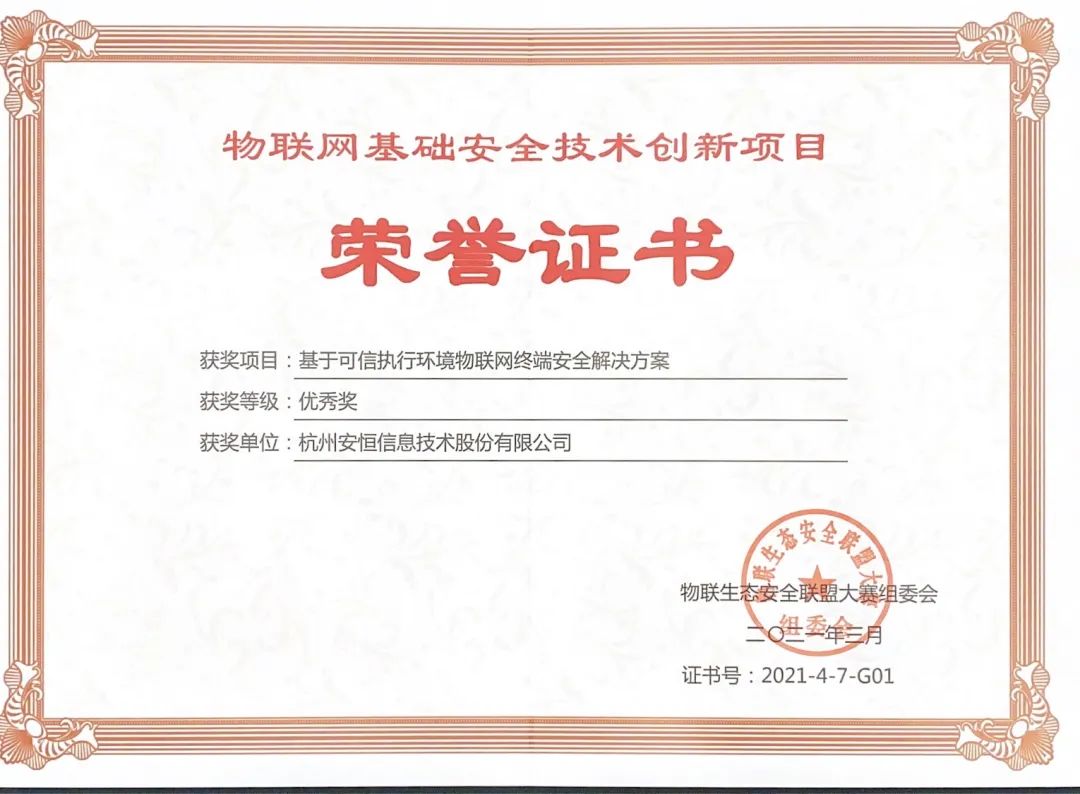 物联网基础安全技术创新项目
荣誉证书
获奖项目：基于可信执行环境物联网终端安全解决方案
获奖等级：优秀奖
获奖单位：杭州安恒信息技术股份有限公司
物联生态安全联盟大赛
组委会
物联生态安全联盟大赛组委会
二〇二一年三月
证书号：2021-4-7-G01